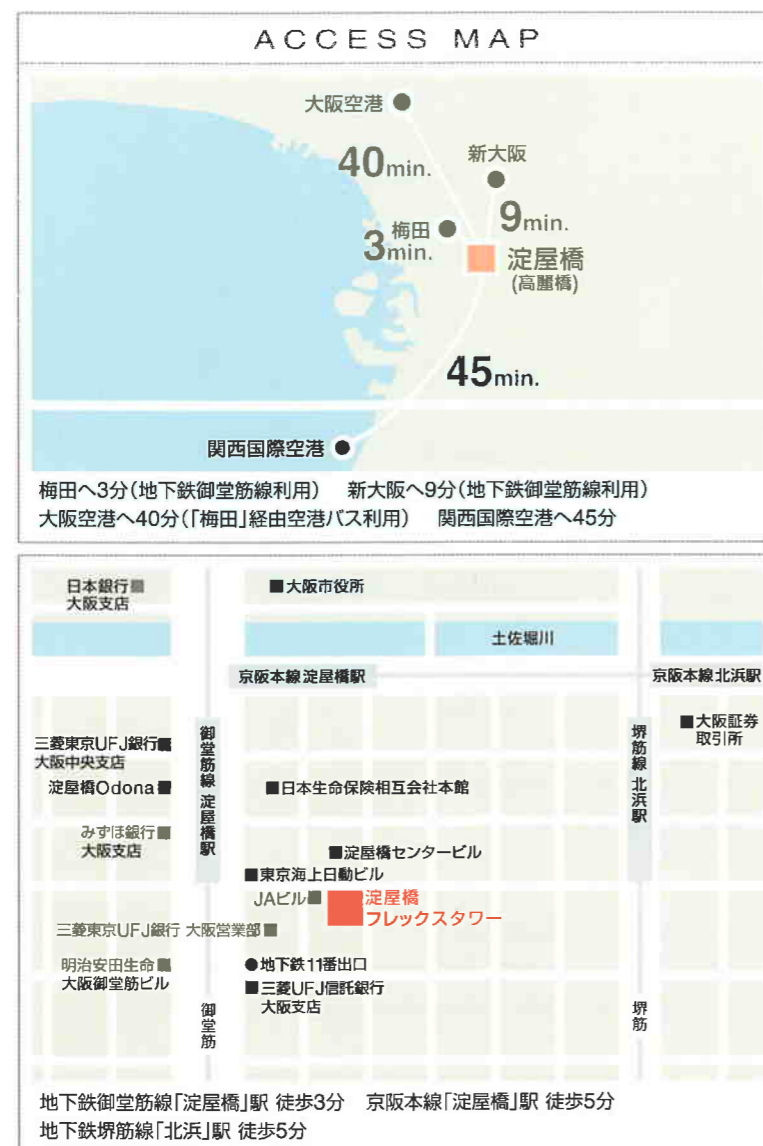 ACCESS MAP
大阪空港
40min.
新大阪
9min.
梅田
3min.
淀屋橋
(高麗橋)
45min.
関西国際空港
梅田へ3分(地下鉄御堂筋線利用) 新大阪へ9分(地下鉄御堂筋線利用)
大阪空港へ40分(「梅田」経由空港バス利用) 関西国際空港へ45分
日本銀行
大阪支店
大阪市役所
土佐堀川
京阪本線淀屋橋駅
京阪本線北浜駅
三菱東京UFJ銀行
大阪中央支店
御堂筋線 淀屋橋駅
堺筋線 北浜駅
大阪証券
取引所
淀屋橋Odona
日本生命保険相互会社本館
みずほ銀行
大阪支店
淀屋橋センタービル
東京海上日動ビル
JAビル
淀屋橋
フレックスタワー
三菱東京UFJ銀行 大阪営業部
明治安田生命
大阪御堂筋ビル
地下鉄11番出口
三菱UFJ信託銀行
大阪支店
御堂筋
堺筋
地下鉄御堂筋線「淀屋橋」駅 徒歩3分 京阪本線「淀屋橋」駅 徒歩5分
地下鉄堺筋線「北浜」駅 徒歩5分